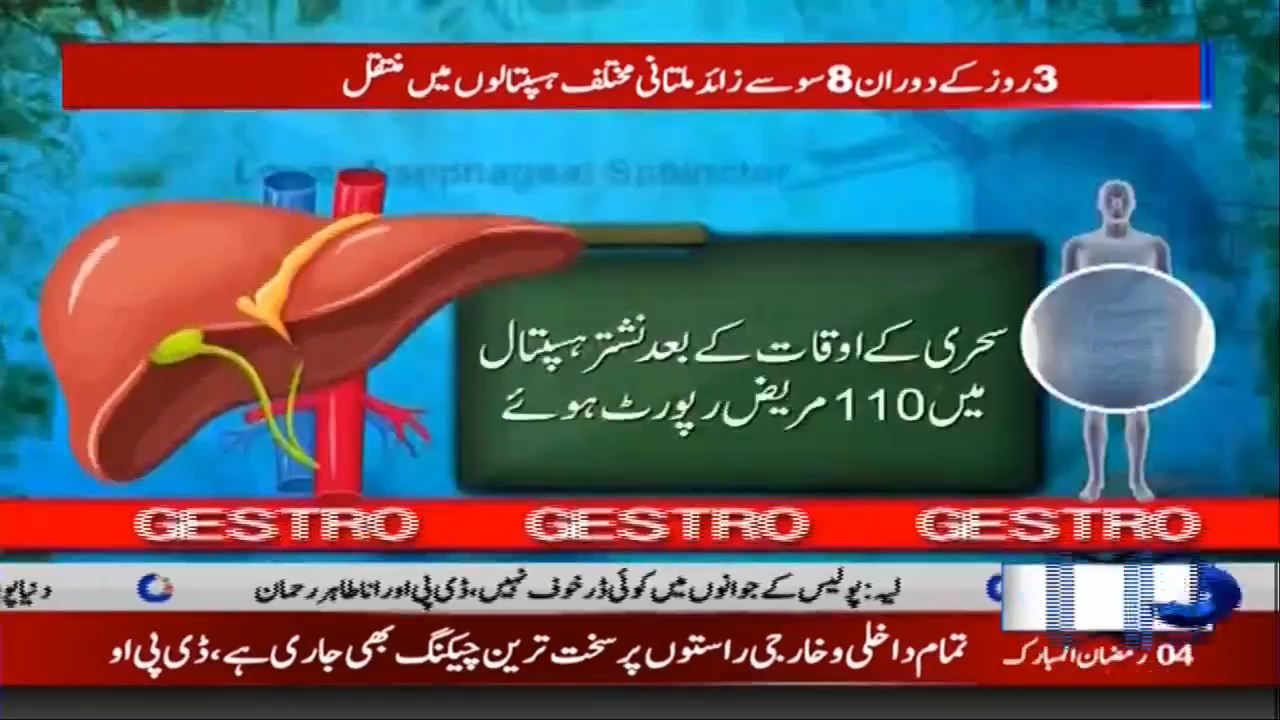 3 روز کے دوران 8 سو سے زائد ملتانی مختلف ہسپتالوں میں منتقل
سحری کے اوقات کے بعد نشتر ہسپتال
میں 110 مریض رپورٹ ہوئے
GESTRO GESTRO GESTRO
لیہ: پولیس کے جوانوں میں کوئی ڈر خوف نہیں، ڈی پی او رانا طاہر رحمان
تمام داخلی و خارجی راستوں پر سخت ترین چیکنگ بھی جاری ہے، ڈی پی او
04 رمضان المبارک